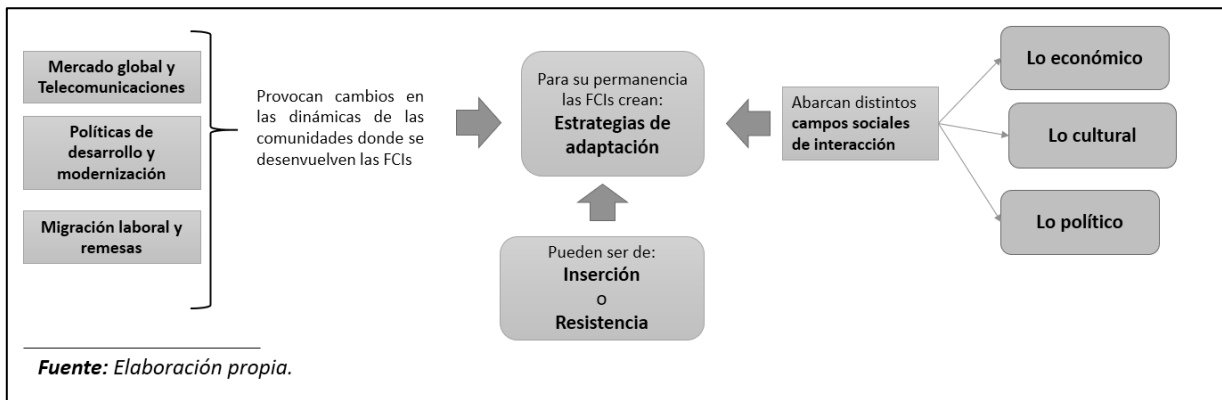 Mercado global y
Telecomunicaciones
Políticas de
desarrollo y
modernización
Migración laboral y
remesas
Provocan cambios en
las dinámicas de las
comunidades donde se
desenvuelven las FCIs
Para su permanencia
las FCIs crean:
Estrategias de
adaptación
Pueden ser de:
Inserción
o
Resistencia
Abarcan distintos
campos sociales
de interacción
Lo económico
Lo cultural
Lo político
Fuente: Elaboración propia.